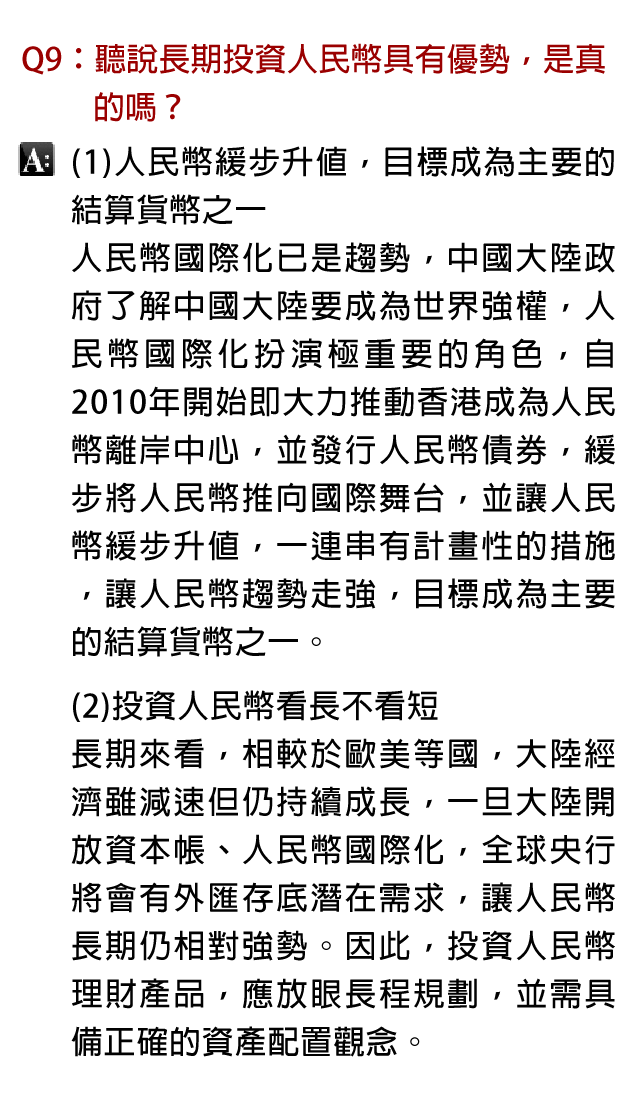 Q9：聽說長期投資人民幣具有優勢，是真
的嗎？
A: (1)人民幣緩步升值，目標成為主要的
結算貨幣之一
人民幣國際化已是趨勢，中國大陸政
府了解中國大陸要成為世界強權，人
民幣國際化扮演極重要的角色，自
2010年開始即大力推動香港成為人民
幣離岸中心，並發行人民幣債券，緩
步將人民幣推向國際舞台，並讓人民
幣緩步升值，一連串有計畫性的措施
，讓人民幣趨勢走強，目標成為主要
的結算貨幣之一。
(2)投資人民幣看長不看短
長期來看，相較於歐美等國，大陸經
濟雖減速但仍持續成長，一旦大陸開
放資本帳、人民幣國際化，全球央行
將會有外匯存底潛在需求，讓人民幣
長期仍相對強勢。因此，投資人民幣
理財產品，應放眼長程規劃，並需具
備正確的資產配置觀念。